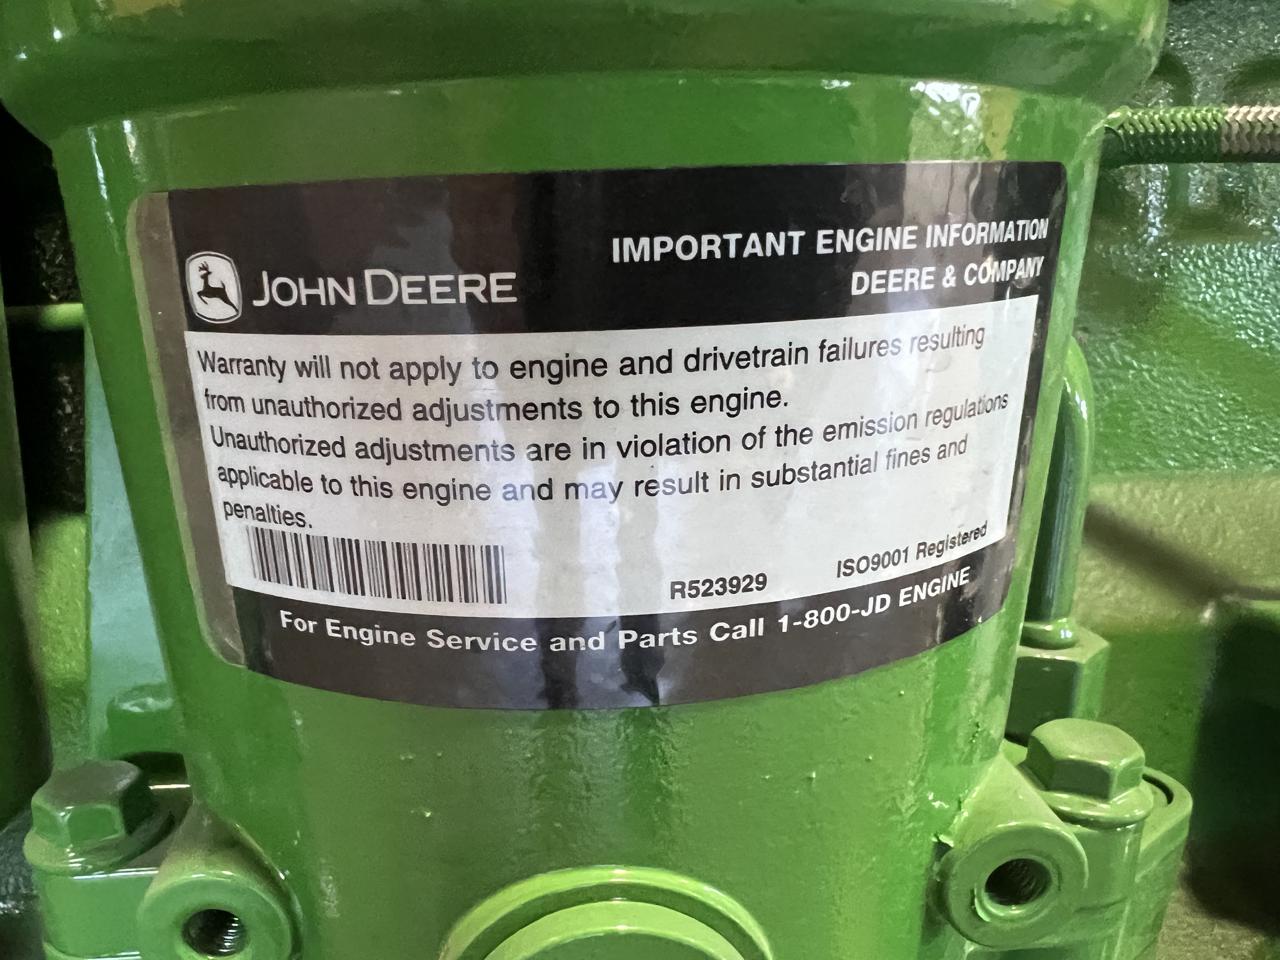 JOHN DEERE
IMPORTANT ENGINE INFORMATION
DEERE & COMPANY
Warranty will not apply to engine and drivetrain failures resulting
from unauthorized adjustments to this engine.
Unauthorized adjustments are in violation of the emission regulations
applicable to this engine and may result in substantial fines and
penalties.
R523929
ISO9001 Registered
For Engine Service and Parts Call 1-800-JD ENGINE